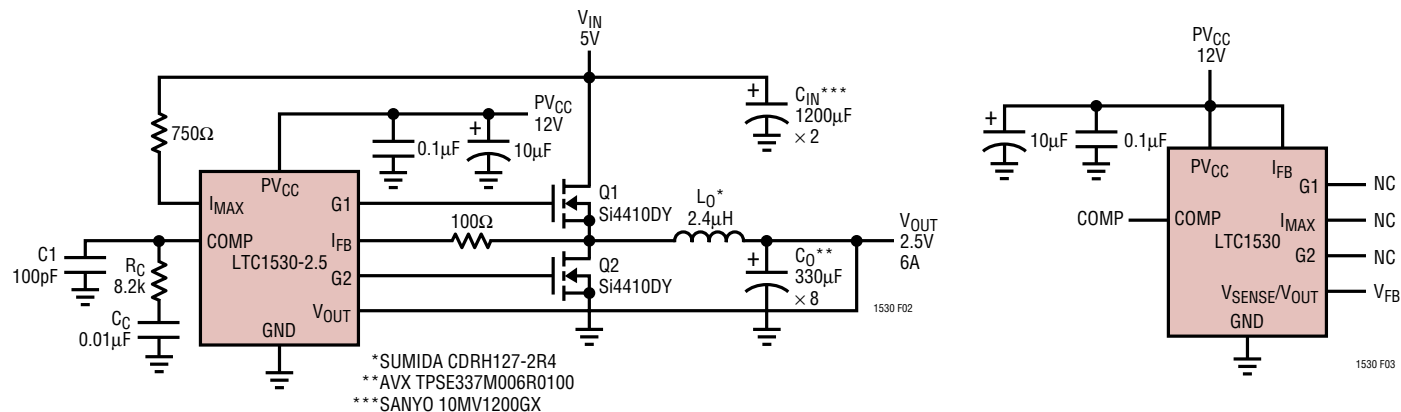 V_IN
5V
PV_CC
12V
C_IN***
1200µF
× 2
750Ω
0.1µF
+
10µF
+
I_MAX
PV_CC
G1
Q1
Si4410DY
COMP
LTC1530-2.5
I_FB
100Ω
L_O*
2.4µH
V_OUT
2.5V
6A
G2
Q2
Si4410DY
+
C_O**
330µF
× 8
V_OUT
GND
C1
100pF
R_C
8.2k
C_C
0.01µF
1530 F02
*SUMIDA CDRH127-2R4
**AVX TPSE337M006R0100
***SANYO 10MV1200GX
PV_CC
12V
+
10µF
0.1µF
PV_CC
I_FB
G1
NC
COMP
COMP
I_MAX
NC
LTC1530
G2
NC
V_SENSE/V_OUT
V_FB
GND
1530 F03